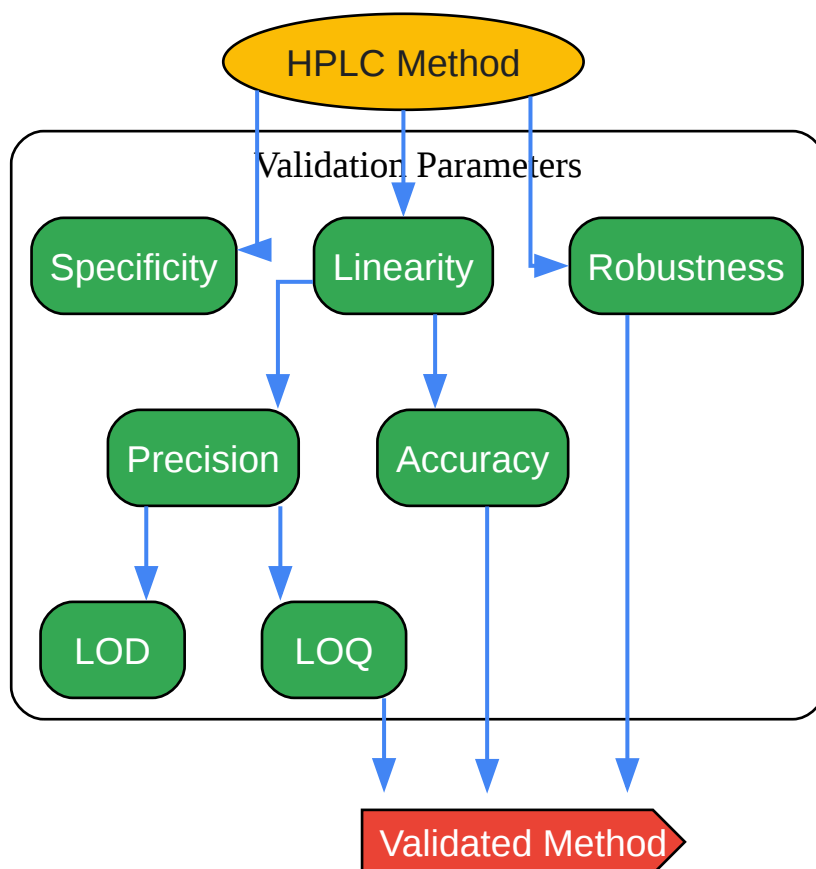 HPLC Method
Validation Parameters
Specificity
Linearity
Robustness
Precision
Accuracy
LOD
LOQ
Validated Method